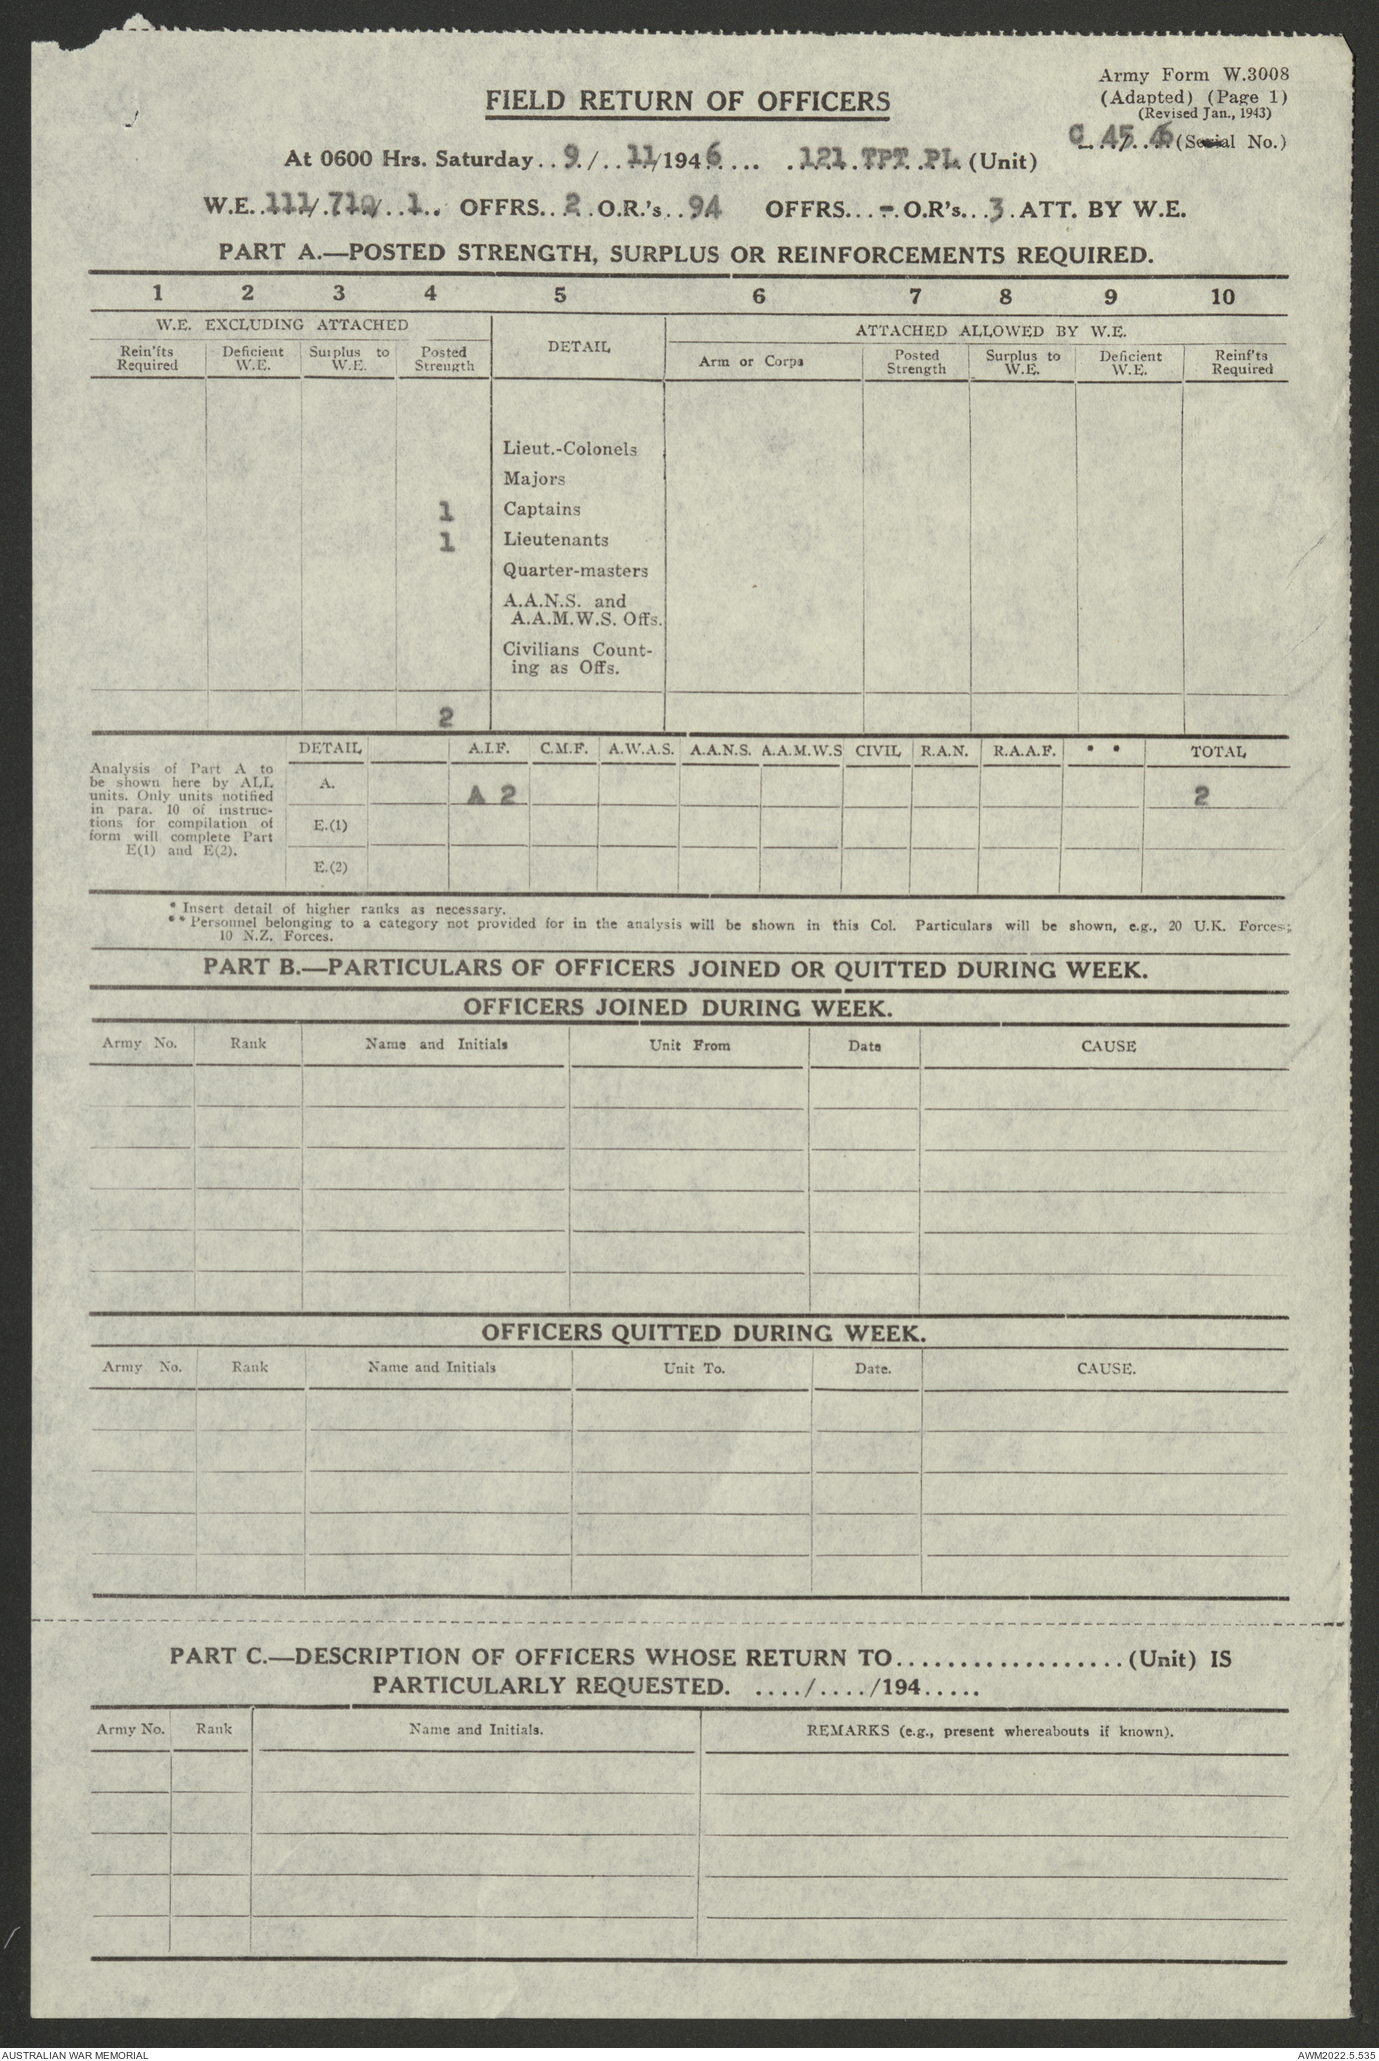 Army Form W.3008
(Adapted) (Page 1)
(Revised Jan., 1943)
FIELD RETURN OF OFFICERS
C 45 (Serial No.)
At 0600 Hrs. Saturday . . 9 . / . . 11/1946 . . . . . 121 . TPT . PL . (Unit)
W.E. . 111/ . 710/ . . 1 . . OFFRS. . 2 . O.R.'s . . 94 OFFRS. . . - . O.R's. . . 3 . ATT. BY W.E.
PART A.—POSTED STRENGTH, SURPLUS OR REINFORCEMENTS REQUIRED.
1 2 3 4 5 6 7 8 9 10
W.E. EXCLUDING ATTACHED DETAIL ATTACHED ALLOWED BY W.E.
Rein'fts Required Deficient W.E. Surplus to W.E. Posted Strength Arm or Corps Posted Strength Surplus to W.E. Deficient W.E. Reinf'ts Required
Lieut.-Colonels
Majors
1 Captains
1 Lieutenants
Quarter-masters
A.A.N.S. and
A.A.M.W.S. Offs.
Civilians Count-
ing as Offs.
2
DETAIL A.I.F. C.M.F. A.W.A.S. A.A.N.S. A.A.M.W.S CIVIL R.A.N. R.A.A.F. * * TOTAL
Analysis of Part A to
be shown here by ALL
units. Only units notified
in para. 10 of instruc-
tions for compilation of
form will complete Part
E(1) and E(2).
A. A 2 2
E.(1)
E.(2)
* Insert detail of higher ranks as necessary.
** Personnel belonging to a category not provided for in the analysis will be shown in this Col. Particulars will be shown, e.g., 20 U.K. Forces;
10 N.Z. Forces.
PART B.—PARTICULARS OF OFFICERS JOINED OR QUITTED DURING WEEK.
OFFICERS JOINED DURING WEEK.
Army No. Rank Name and Initials Unit From Date CAUSE
OFFICERS QUITTED DURING WEEK.
Army No. Rank Name and Initials Unit To. Date. CAUSE.
PART C.—DESCRIPTION OF OFFICERS WHOSE RETURN TO . . . . . . . . . . . . . . . . . . (Unit) IS
PARTICULARLY REQUESTED. . . . . / . . . . /194 . . . . .
Army No. Rank Name and Initials. REMARKS (e.g., present whereabouts if known).
AUSTRALIAN WAR MEMORIAL AWM2022.5.535